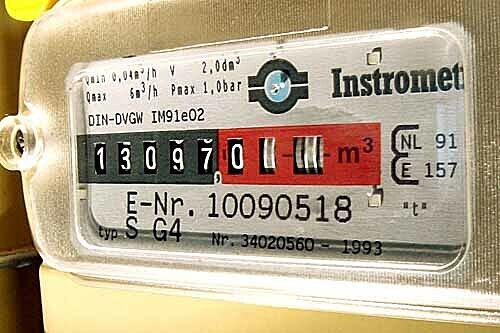 Qmin 0,04m³/h V 2,0dm³
Qmax 6m³/h Pmax 1,0bar
Instromet
DIN-DVGW IM91e02
13097,0 m³
NL 91
E 157
E-Nr. 10090518 "t"
typ S G4 Nr. 34020560 - 1993